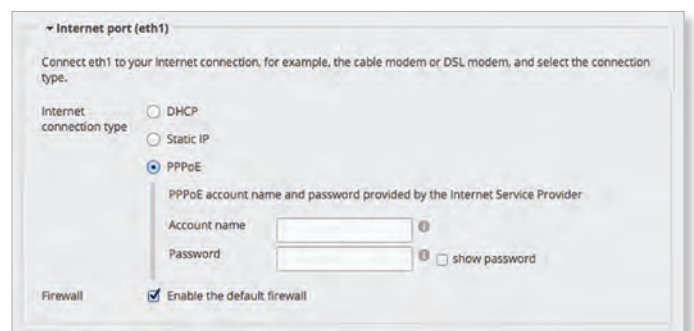 Internet port (eth1)
Connect eth1 to your Internet connection, for example, the cable modem or DSL modem, and select the connection
type.
Internet
connection type
DHCP
Static IP
PPPoE
PPPoE account name and password provided by the Internet Service Provider
Account name
Password
show password
Firewall
Enable the default firewall